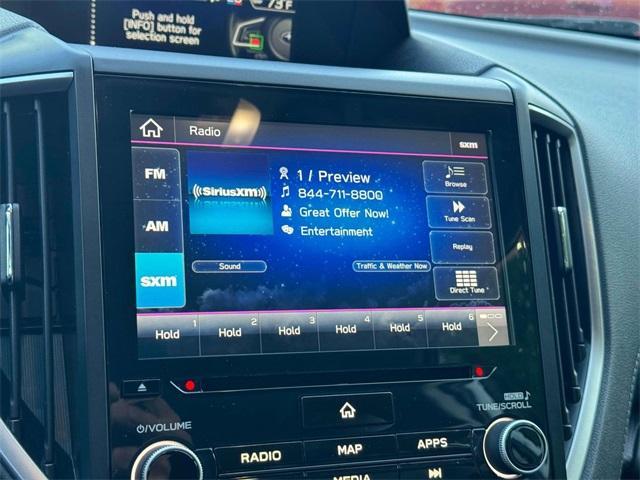 73°F
Push and hold
[INFO] button for
selection screen
Radio
sxm
FM
AM
sxm
((SiriusXM))
1 / Preview
844-711-8800
Great Offer Now!
Entertainment
Sound
Traffic & Weather Now
Browse
Tune Scan
Replay
Direct Tune
Hold 1
Hold 2
Hold 3
Hold 4
Hold 5
Hold 6
VOLUME
HOLD
TUNE/SCROLL
RADIO
MAP
APPS
MEDIA